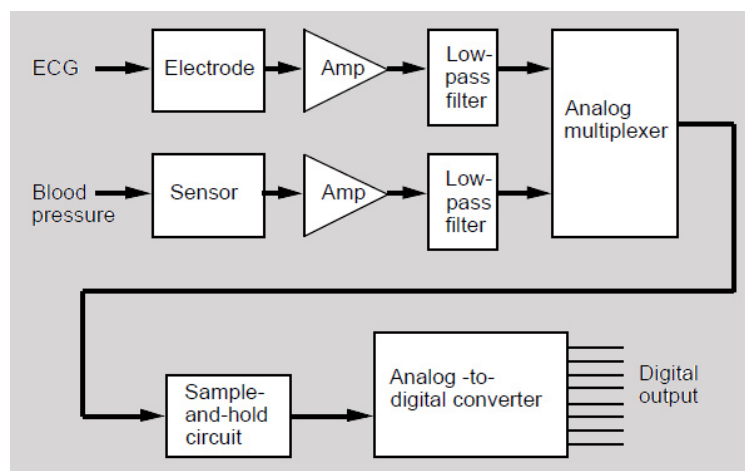 ECG
Electrode
Amp
Low-
pass
filter
Analog
multiplexer
Blood
pressure
Sensor
Amp
Low-
pass
filter
Sample-
and-hold
circuit
Analog -to-
digital converter
Digital
output